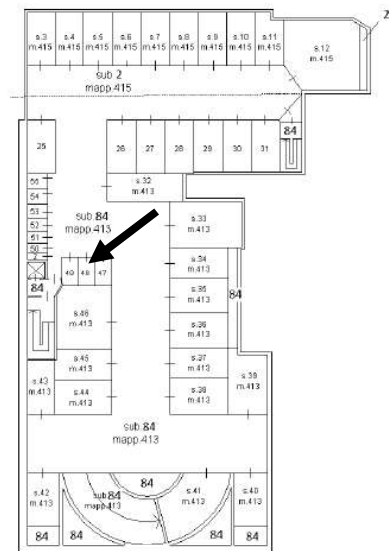 2
s.3 s.4 s.5 s.6 s.7 s.8 s.9 s.10 s.11
m.415 m.415 m.415 m.415 m.415 m.415 m.415 m.415 m.415
s.12
m.415
sub 2
mapp.415
84
25 26 27 28 29 30 31
55
54
53
52
51
50
2
s.32
m.413
sub.84
mapp.413
s.33
m.413
s.34
m.413
84
49 48 47
84
s.35
m.413
s.46
m.413
s.36
m.413
s.45
m.413
s.37
m.413
s.43
m.413
s.44
m.413
s.38
m.413
s.39
m.413
sub.84
mapp.413
84
s.42
m.413
sub.84
mapp.413
s.41
m.413
s.40
m.413
84 84 84 84